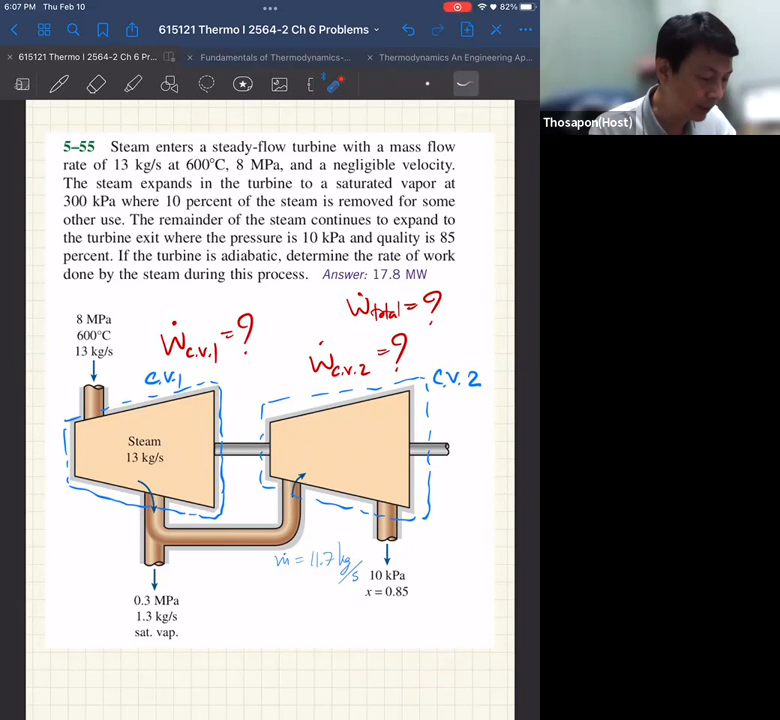 6:07 PM Thu Feb 10
82%
615121 Thermo I 2564-2 Ch 6 Problems
615121 Thermo I 2564-2 Ch 6 Pr...
Fundamentals of Thermodynamics-...
Thermodynamics An Engineering Ap...
Thosapon(Host)
5–55 Steam enters a steady-flow turbine with a mass flow
rate of 13 kg/s at 600°C, 8 MPa, and a negligible velocity.
The steam expands in the turbine to a saturated vapor at
300 kPa where 10 percent of the steam is removed for some
other use. The remainder of the steam continues to expand to
the turbine exit where the pressure is 10 kPa and quality is 85
percent. If the turbine is adiabatic, determine the rate of work
done by the steam during this process. Answer: 17.8 MW
Ẇtotal = ?
8 MPa
600°C
13 kg/s
Ẇc.v.1 = ?
Ẇc.v.2 = ?
C.V.1
C.V.2
Steam
13 kg/s
ṁ = 11.7 kg/s
10 kPa
x = 0.85
0.3 MPa
1.3 kg/s
sat. vap.